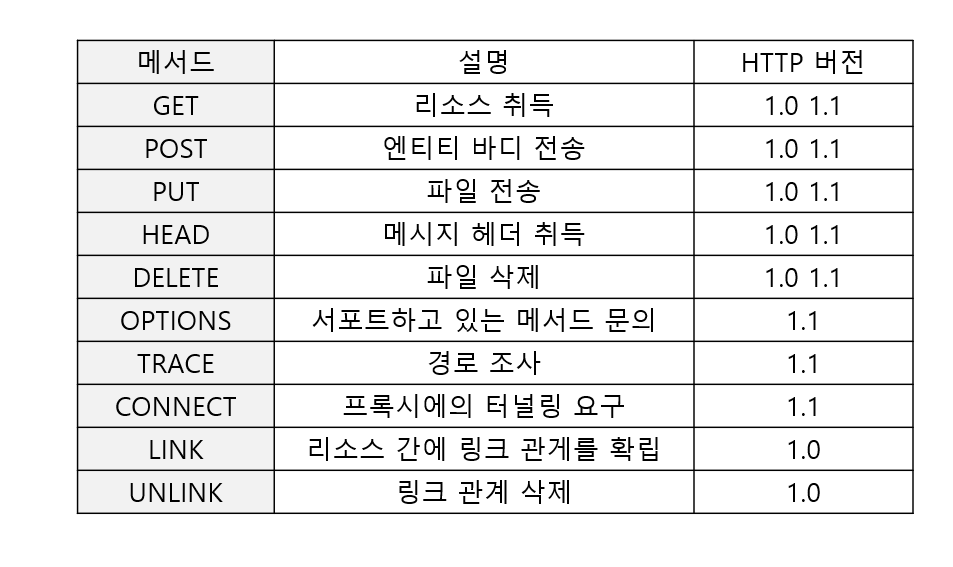 메서드 설명 HTTP 버전
GET 리소스 취득 1.0 1.1
POST 엔티티 바디 전송 1.0 1.1
PUT 파일 전송 1.0 1.1
HEAD 메시지 헤더 취득 1.0 1.1
DELETE 파일 삭제 1.0 1.1
OPTIONS 서포트하고 있는 메서드 문의 1.1
TRACE 경로 조사 1.1
CONNECT 프록시에의 터널링 요구 1.1
LINK 리소스 간에 링크 관게를 확립 1.0
UNLINK 링크 관계 삭제 1.0